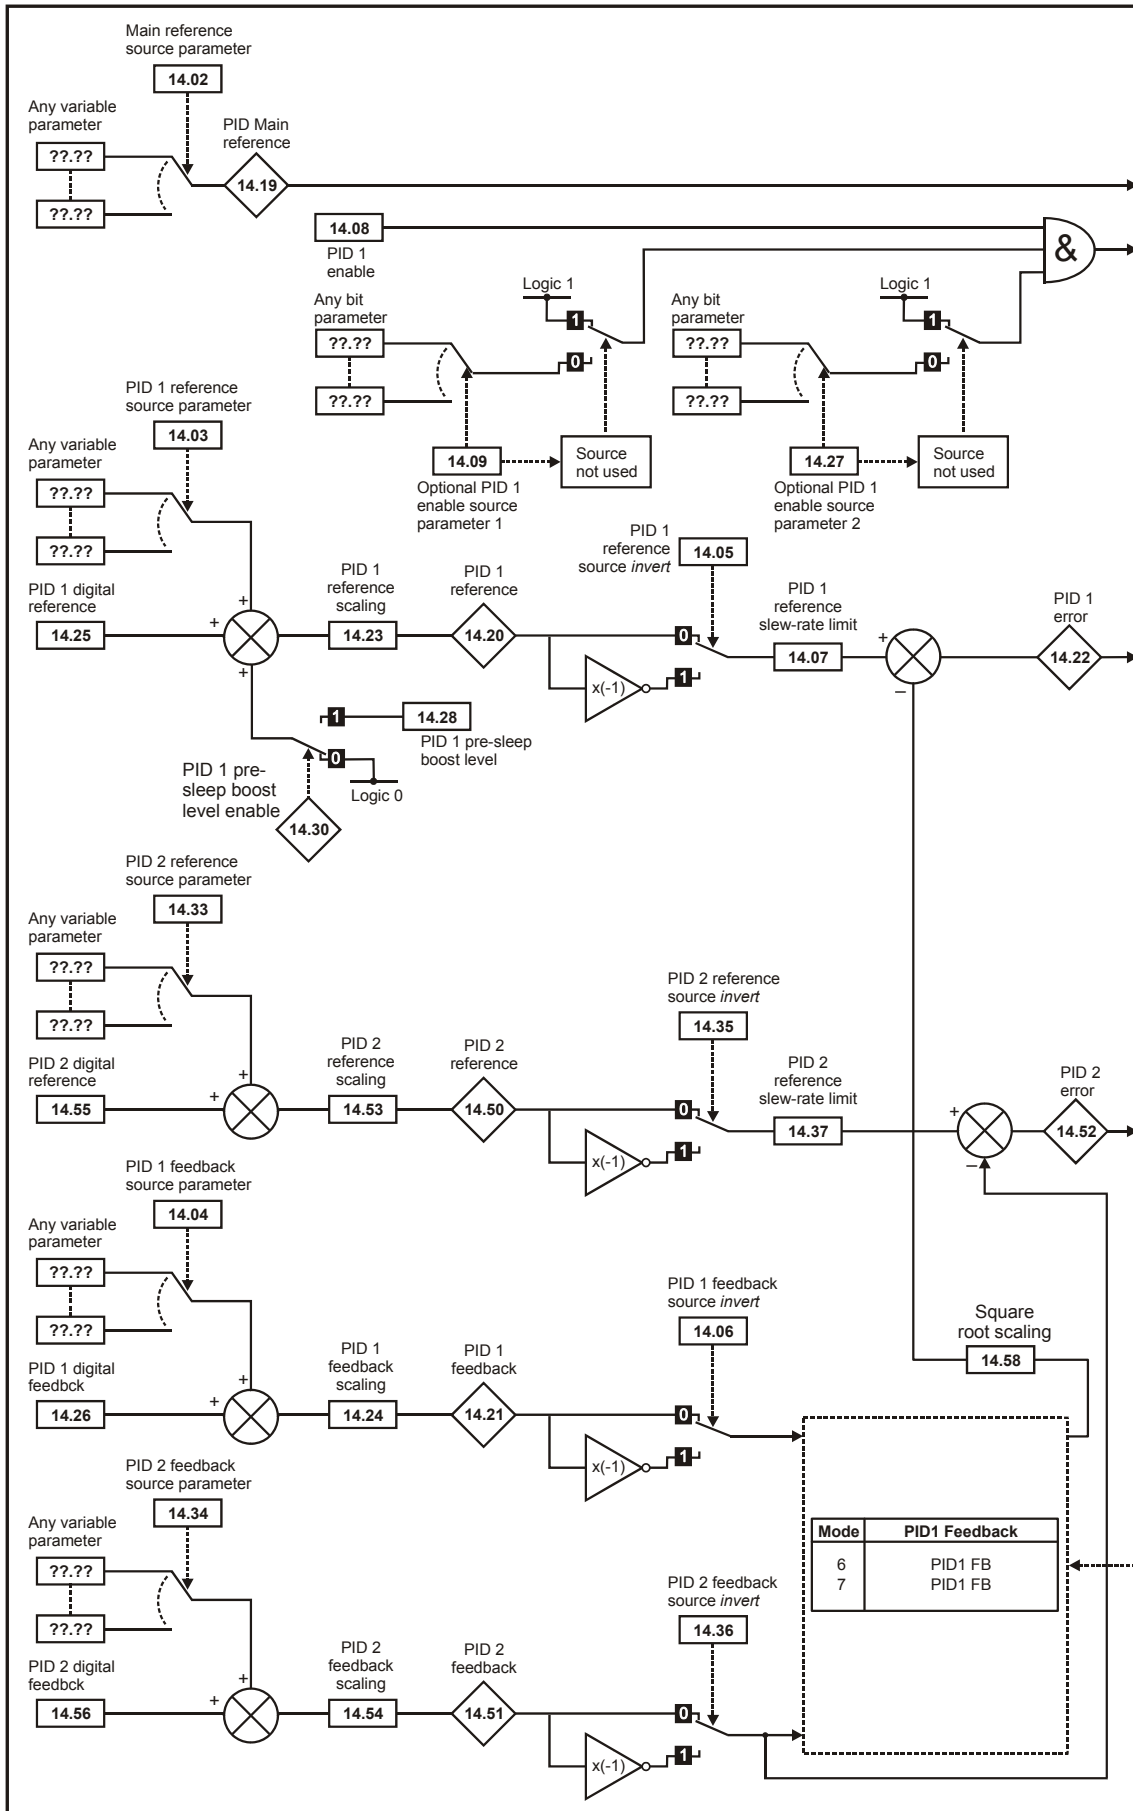 Main reference
source parameter
14.02
Any variable
parameter
??.??
??.??
PID Main
reference
14.19
14.08
PID 1
enable
&
Logic 1
1
0
Any bit
parameter
??.??
??.??
14.09
Source
not used
Optional PID 1
enable source
parameter 1
Logic 1
1
0
Any bit
parameter
??.??
??.??
14.27
Source
not used
Optional PID 1
enable source
parameter 2
PID 1 reference
source parameter
14.03
Any variable
parameter
??.??
??.??
PID 1 digital
reference
14.25
+
+
+
PID 1
reference
scaling
14.23
PID 1
reference
14.20
PID 1
reference
source invert
14.05
0
x(-1)
1
PID 1
reference
slew-rate limit
14.07
+
–
PID 1
error
14.22
1
14.28
PID 1 pre-sleep
boost level
0
Logic 0
PID 1 pre-
sleep boost
level enable
14.30
PID 2 reference
source parameter
14.33
Any variable
parameter
??.??
??.??
PID 2 digital
reference
14.55
+
+
PID 2
reference
scaling
14.53
PID 2
reference
14.50
PID 2 reference
source invert
14.35
0
x(-1)
1
PID 2
reference
slew-rate limit
14.37
+
–
PID 2
error
14.52
PID 1 feedback
source parameter
14.04
Any variable
parameter
??.??
??.??
PID 1 digital
feedbck
14.26
+
+
PID 1
feedback
scaling
14.24
PID 1
feedback
14.21
PID 1 feedback
source invert
14.06
0
x(-1)
1
Square
root scaling
14.58
Mode PID1 Feedback
6 PID1 FB
7 PID1 FB
PID 2 feedback
source parameter
14.34
Any variable
parameter
??.??
??.??
PID 2 digital
feedbck
14.56
+
+
PID 2
feedback
scaling
14.54
PID 2
feedback
14.51
PID 2 feedback
source invert
14.36
0
x(-1)
1